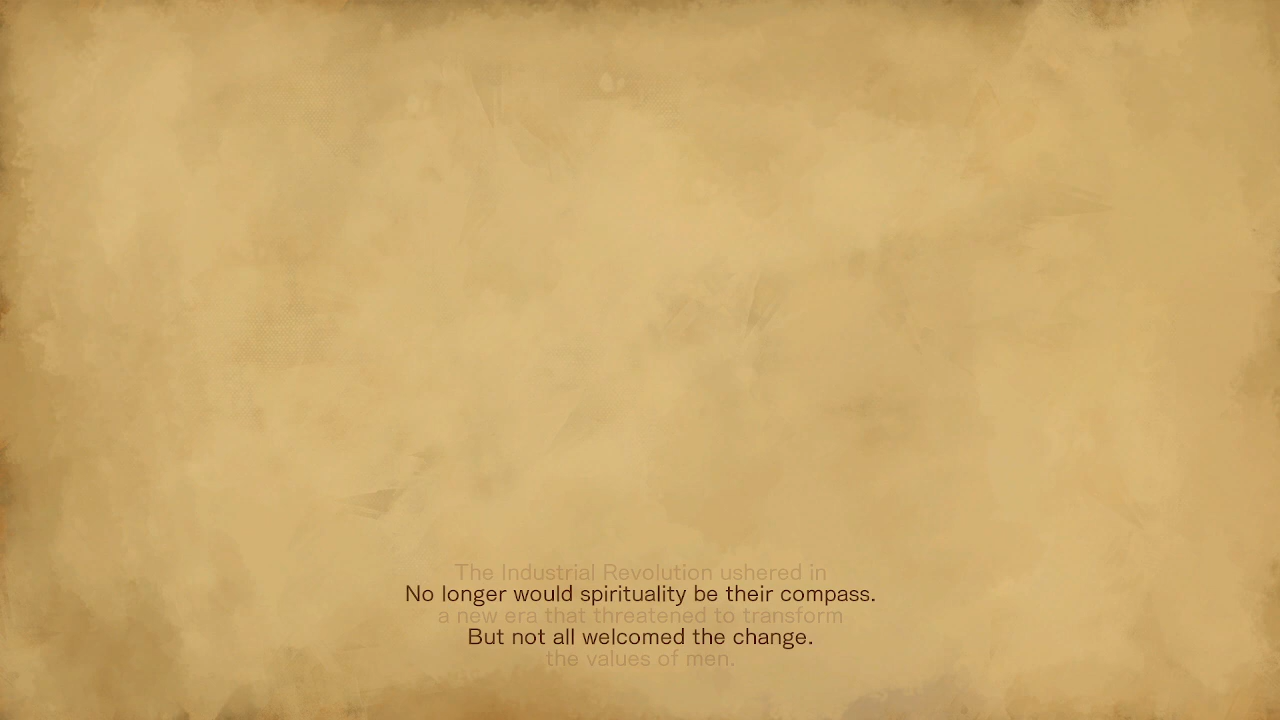 The Industrial Revolution ushered in
No longer would spirituality be their compass.
a new era that threatened to transform
But not all welcomed the change.
the values of men.